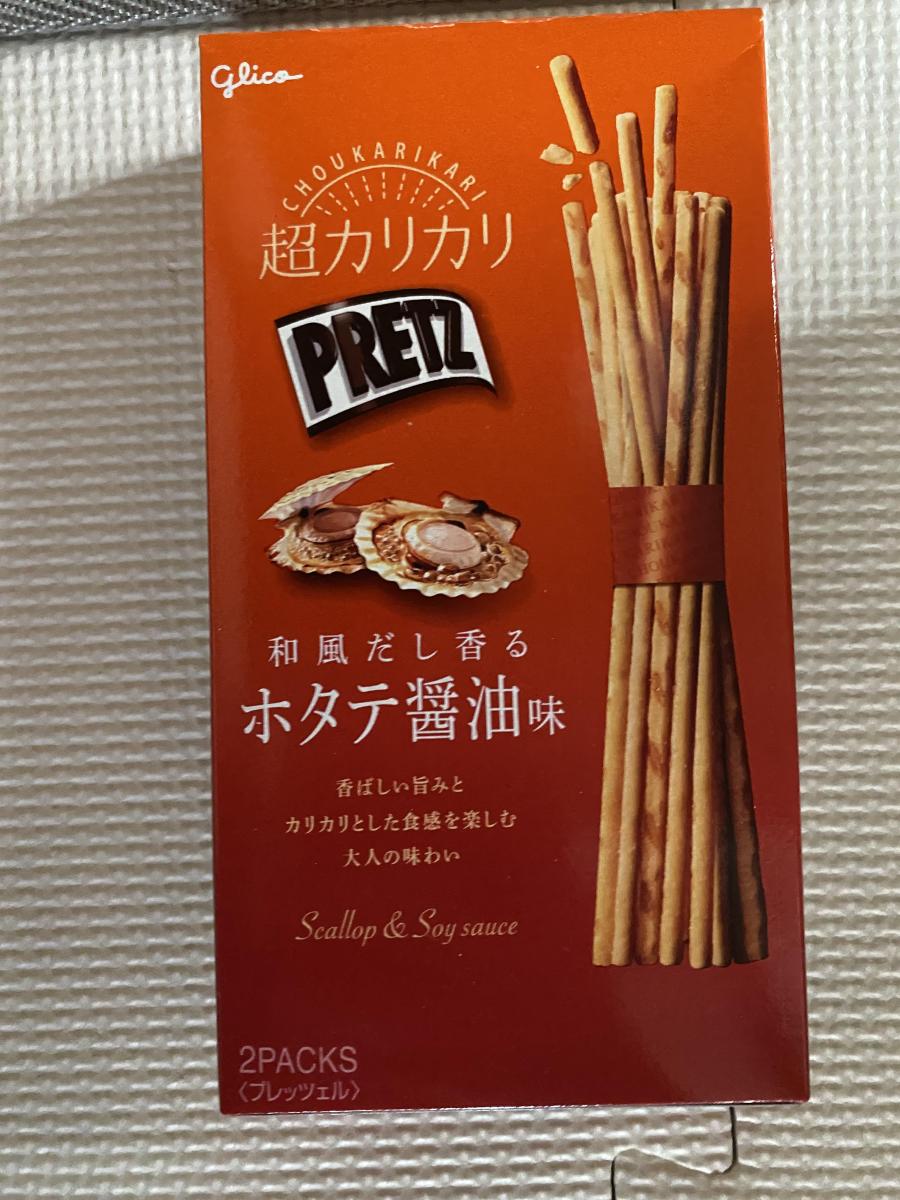 Glico
CHOUKARIKARI
超カリカリ
PRETZ
和風だし香る
ホタテ醤油味
香ばしい旨みと
カリカリとした食感を楽しむ
大人の味わい
Scallop & Soy sauce
2PACKS
〈プレッツェル〉